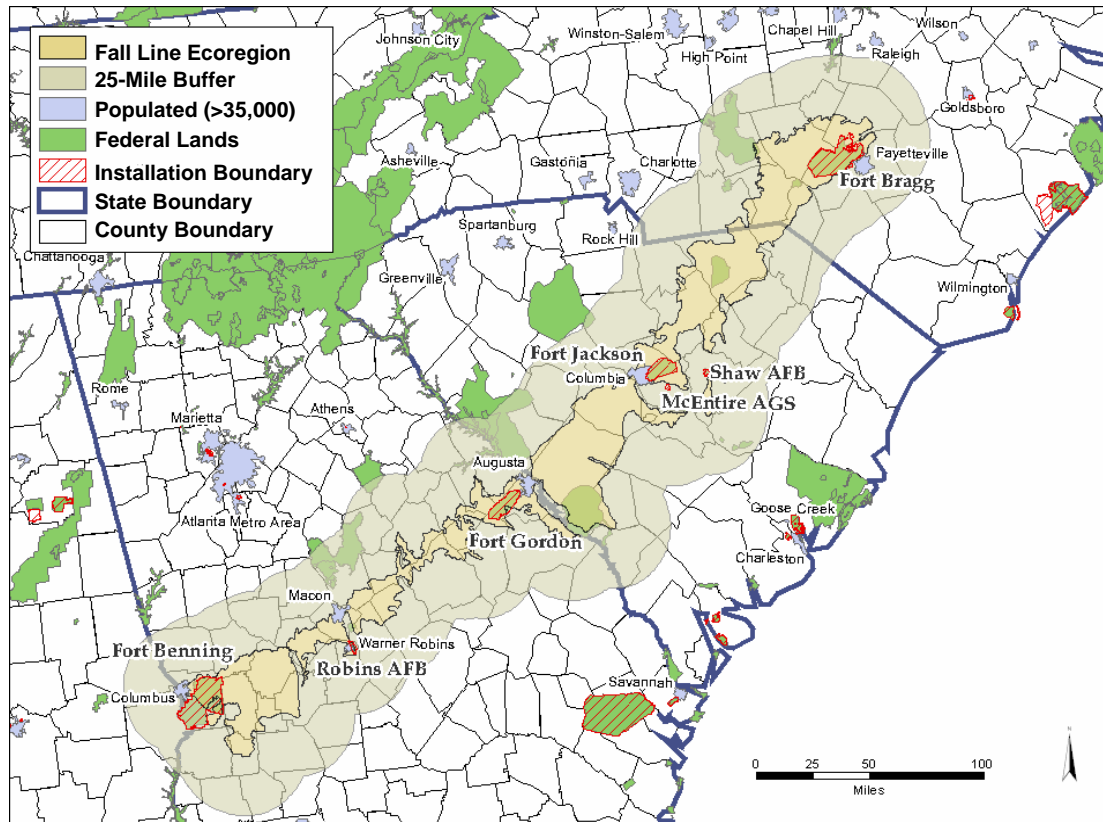 Fall Line Ecoregion
25-Mile Buffer
Populated (>35,000)
Federal Lands
Installation Boundary
State Boundary
County Boundary
Johnson City
Winston-Salem
Chapel Hill
Wilson
High Point
Raleigh
Goldsboro
Asheville
Gastonia
Charlotte
Fayetteville
Fort Bragg
Spartanburg
Rock Hill
Chattanooga
Greenville
Wilmington
Fort Jackson
Columbia
Shaw AFB
McEntire AGS
Rome
Marietta
Athens
Augusta
Atlanta Metro Area
Fort Gordon
Goose Creek
Charleston
Macon
Warner Robins
Robins AFB
Fort Benning
Columbus
Savannah
N
0 25 50 100
Miles